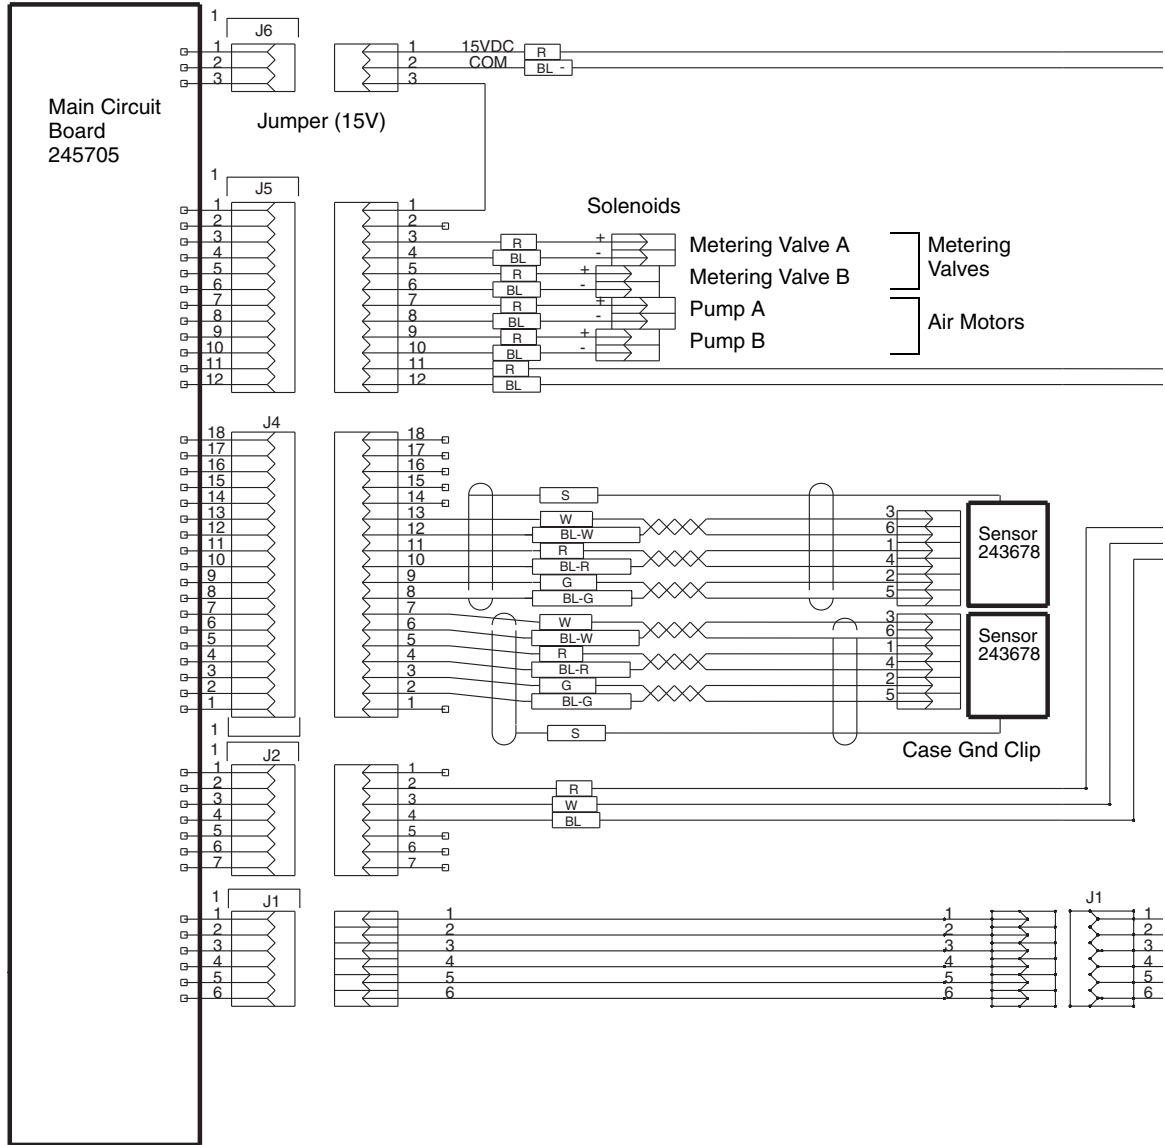 1
J6
1 1 15VDC R
2 2 COM BL -
3 3
Main Circuit
Board
245705
Jumper (15V)
1
J5
Solenoids
1 1
2 2
3 3 R + Metering Valve A
4 4 BL -
5 5 R + Metering Valve B
6 6 BL -
7 7 R + Pump A
8 8 BL -
9 9 R + Pump B
10 10 BL -
11 11 R
12 12 BL
Metering
Valves
Air Motors
J4
18 18
17 17
16 16
15 15
14 14
S
13 13 W 3
12 12 BL-W 6
11 11 R 1
10 10 BL-R 4
9 9 G 2
8 8 BL-G 5
Sensor
243678
7 7 W 3
6 6 BL-W 6
5 5 R 1
4 4 BL-R 4
3 3 G 2
2 2 BL-G 5
1 1
Sensor
243678
1
S
Case Gnd Clip
1
J2
1 1
2 2 R
3 3 W
4 4 BL
5 5
6 6
7 7
1
J1 J1
1 1 1 1
2 2 2 2
3 3 3 3
4 4 4 4
5 5 5 5
6 6 6 6